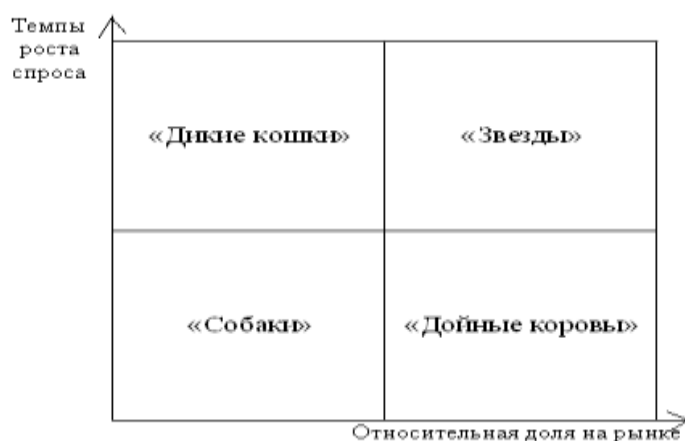 Темпы
роста
спроса
«Дикие кошки»
«Звезды»
«Собаки»
«Дойные коровы»
Относительная доля на рынке